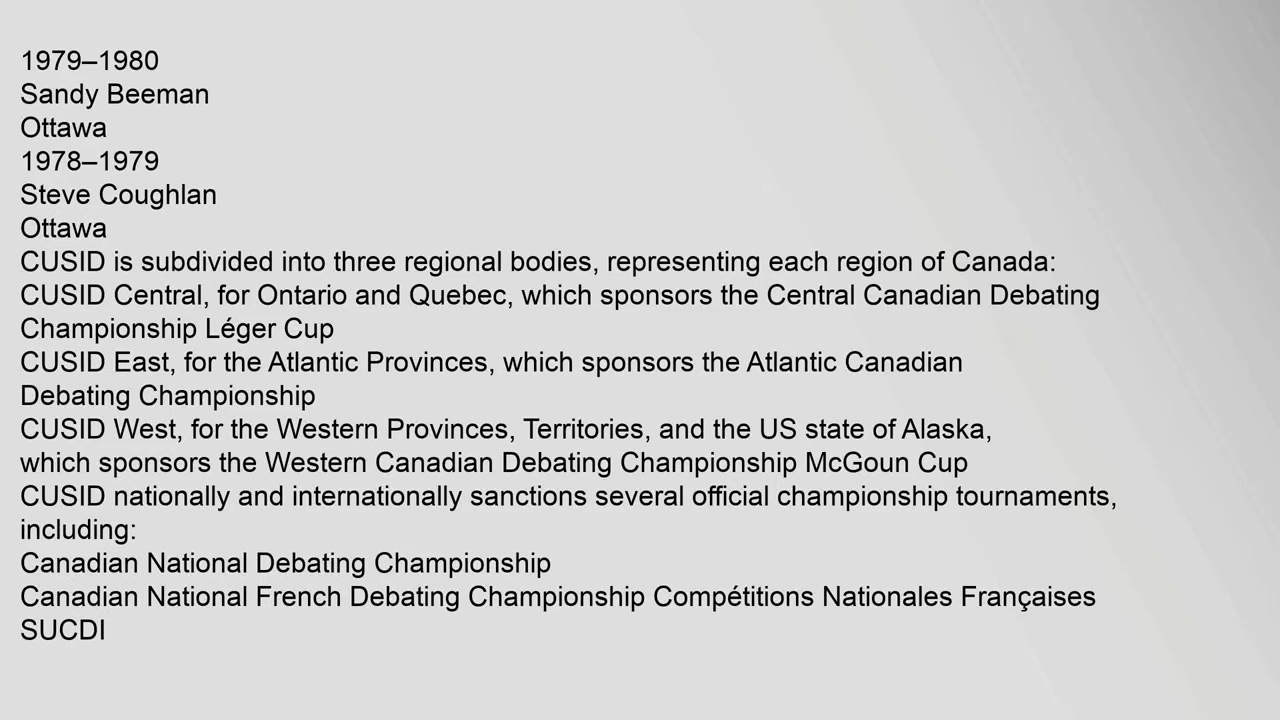 1979–1980
Sandy Beeman
Ottawa
1978–1979
Steve Coughlan
Ottawa
CUSID is subdivided into three regional bodies, representing each region of Canada:
CUSID Central, for Ontario and Quebec, which sponsors the Central Canadian Debating
Championship Léger Cup
CUSID East, for the Atlantic Provinces, which sponsors the Atlantic Canadian
Debating Championship
CUSID West, for the Western Provinces, Territories, and the US state of Alaska,
which sponsors the Western Canadian Debating Championship McGoun Cup
CUSID nationally and internationally sanctions several official championship tournaments,
including:
Canadian National Debating Championship
Canadian National French Debating Championship Compétitions Nationales Françaises
SUCDI